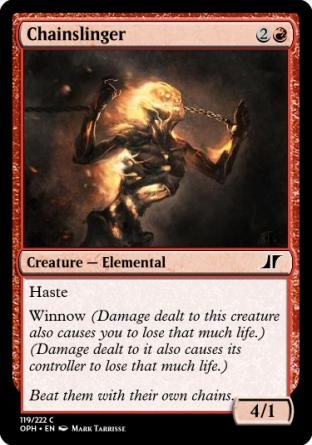 Chainslinger 2
Creature — Elemental
Haste
Winnow (Damage dealt to this creature
also causes you to lose that much life.)
(Damage dealt to it also causes its
controller to lose that much life.)
Beat them with their own chains.
4/1
119/222 C
OPH • EN MARK TARRISSE